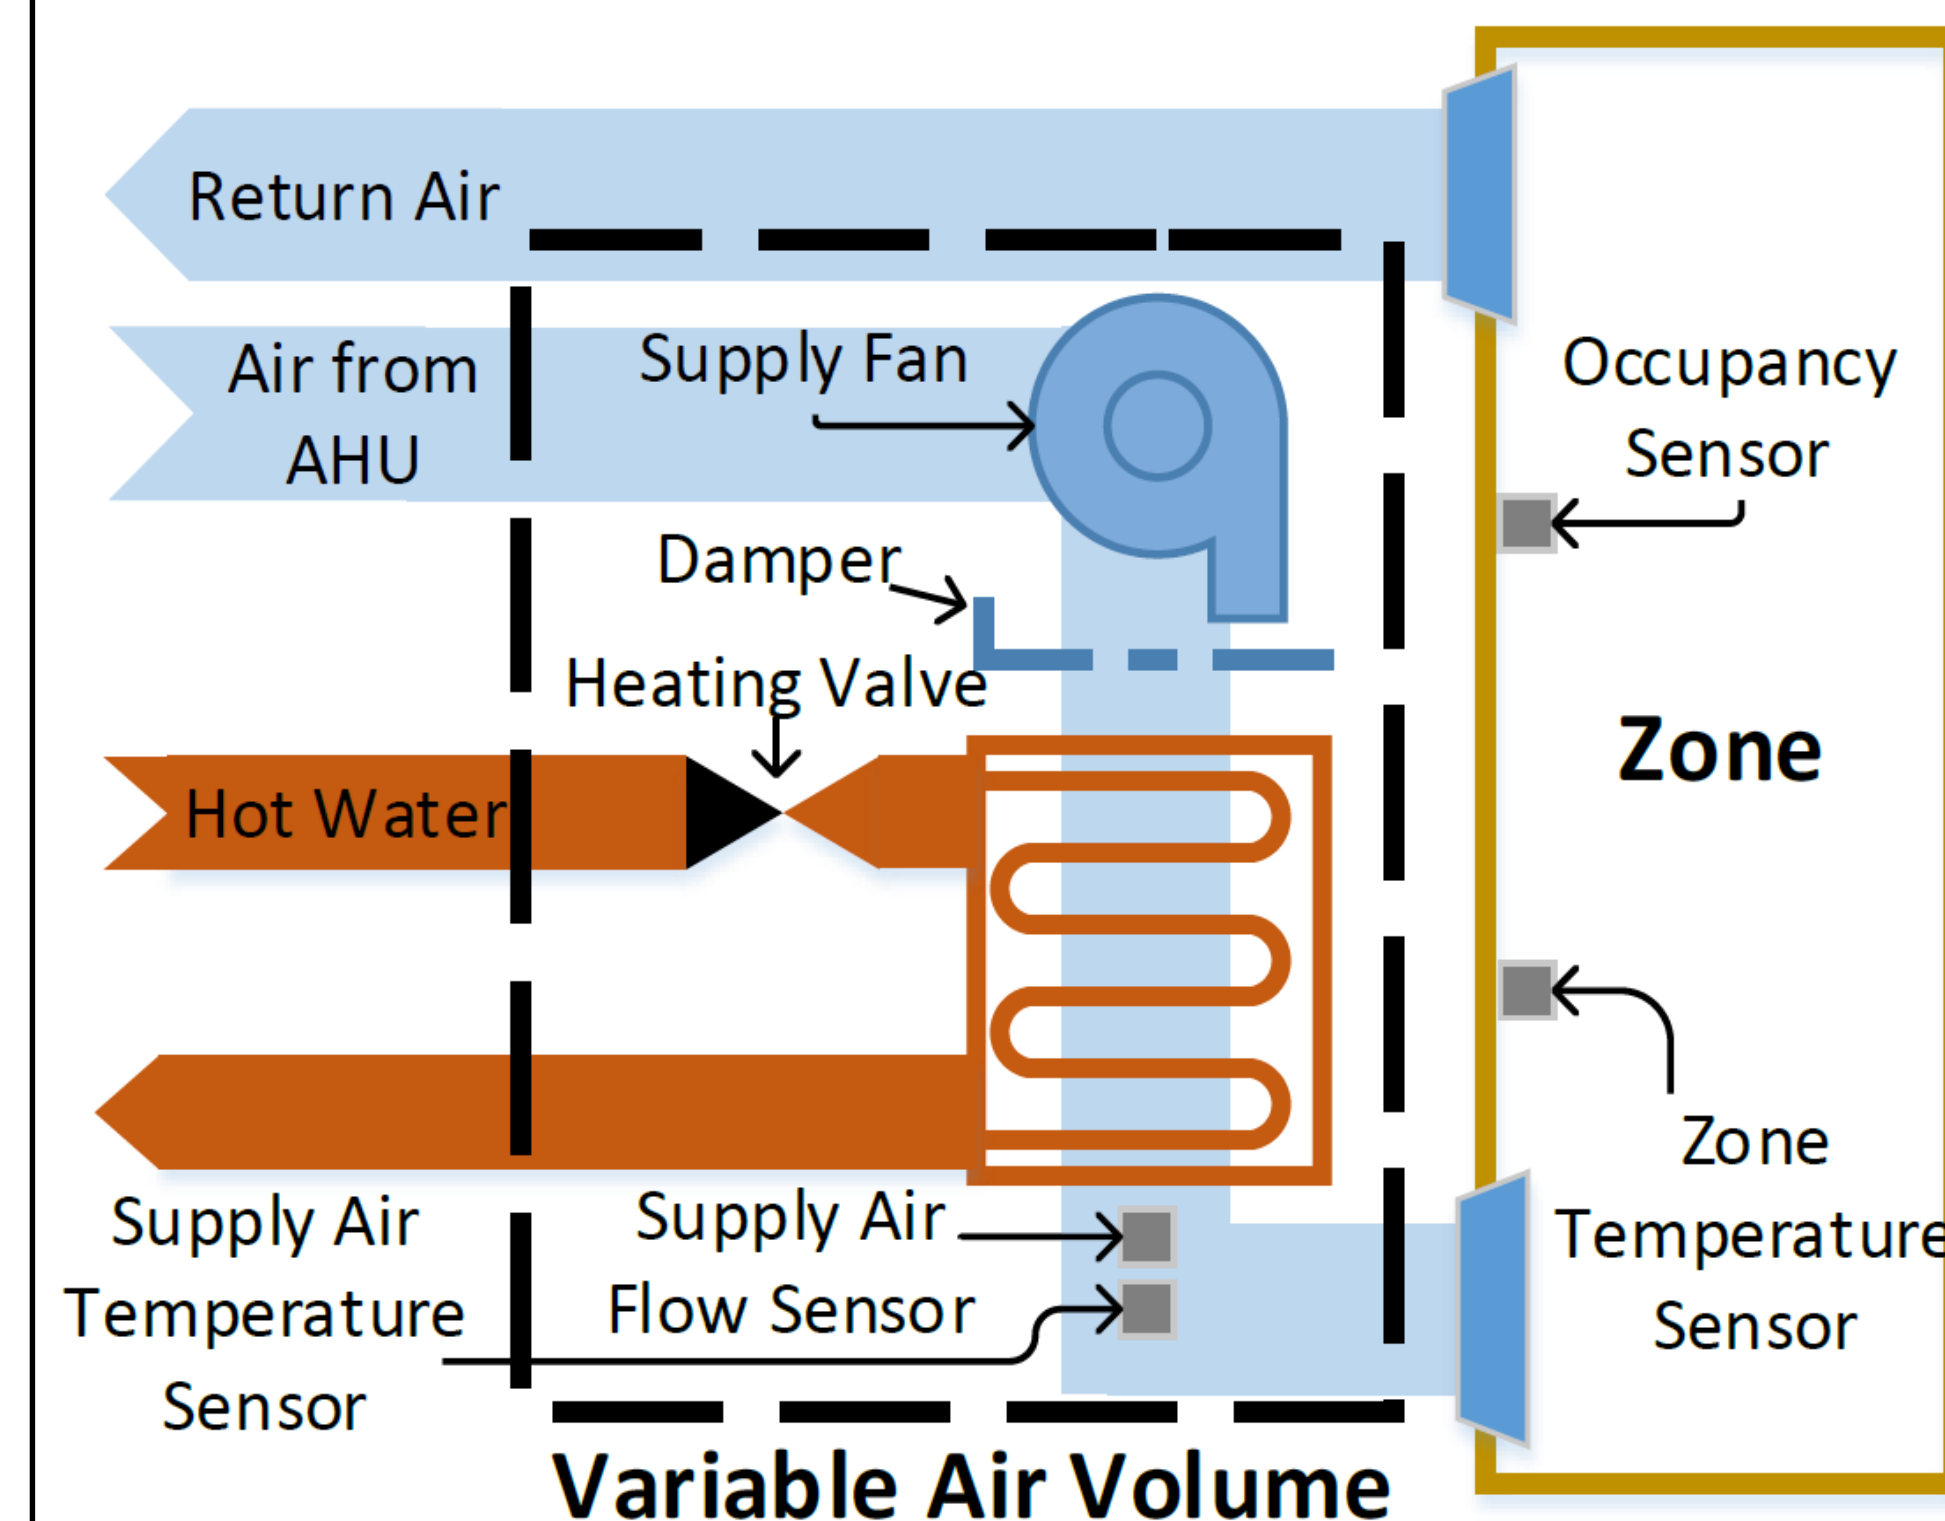 Return Air
Air from
AHU
Supply Fan
Occupancy
Sensor
Damper
Heating Valve
Zone
Hot Water
Zone
Temperature
Sensor
Supply Air
Temperature
Sensor
Supply Air
Flow Sensor
Variable Air Volume